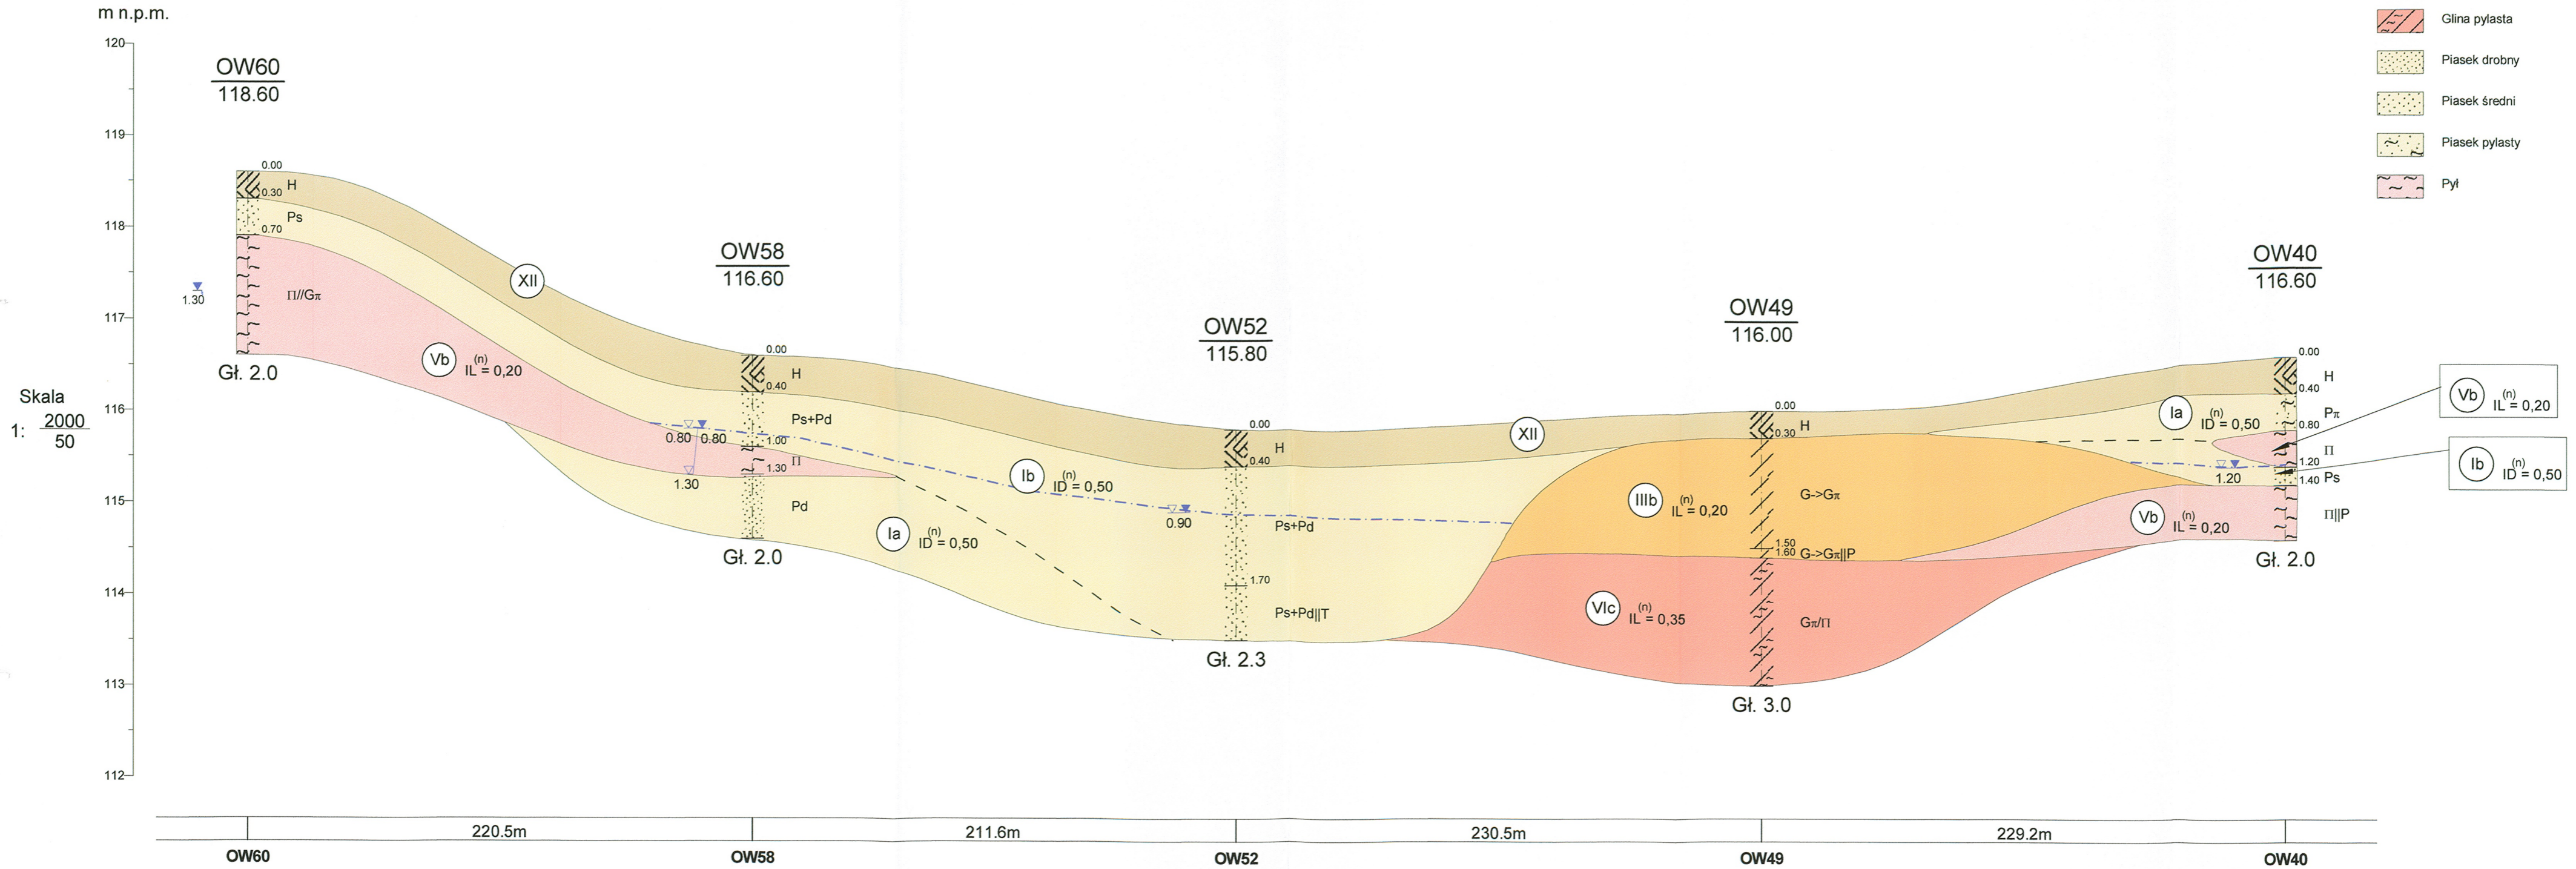 m n.p.m.
120
119
118
117
116
115
114
113
112
Skala
1: 2000
50
Glina pylasta
Piasek drobny
Piasek średni
Piasek pylasty
Pył
OW60
118.60
0.00
H
0.30
Ps
0.70
Π//Gπ
1.30
Gł. 2.0
XII
Vb
(n)
IL = 0,20
OW58
116.60
0.00
H
0.40
Ps+Pd
0.80 0.80
1.00
Π
1.30
1.30
Pd
Gł. 2.0
Ia
(n)
ID = 0,50
Ib
(n)
ID = 0,50
OW52
115.80
0.00
H
0.40
0.90
Ps+Pd
1.70
Ps+Pd||T
Gł. 2.3
XII
OW49
116.00
0.00
H
0.30
IIIb
(n)
IL = 0,20
G->Gπ
1.50
1.60
G->Gπ||P
VIc
(n)
IL = 0,35
Gπ/Π
Gł. 3.0
OW40
116.60
0.00
H
0.40
Pπ
Ia
(n)
ID = 0,50
0.80
Π
1.20
1.20
1.40
Ps
Vb
(n)
IL = 0,20
Π||P
Gł. 2.0
Vb
(n)
IL = 0,20
Ib
(n)
ID = 0,50
220.5m
211.6m
230.5m
229.2m
OW60
OW58
OW52
OW49
OW40